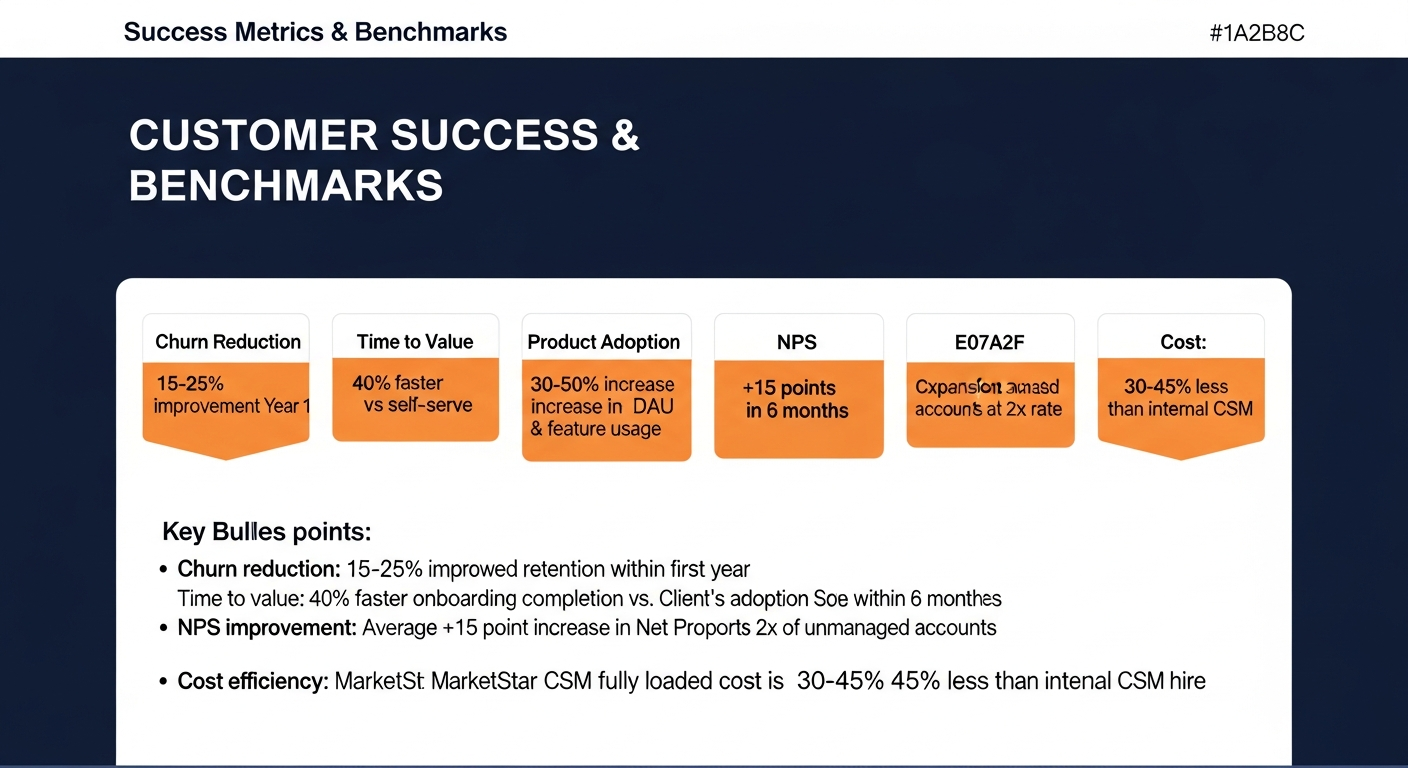 Success Metrics & Benchmarks
#1A2B8C
CUSTOMER SUCCESS &
BENCHMARKS
Churn Reduction
15-25%
improvement Year 1
Time to Value
40% faster
vs self-serve
Product Adoption
30-50% increase
increase in DAU
& feature usage
NPS
+15 points
in 6 months
E07A2F
Cxpansfon
accounts at 2x rate
Cost:
30-45% less
than internal CSM
Key Bulles points:
• Churn reduction: 15-25% improwed retention within first year
Time to value: 40% faster onboarding completion vs. Client's adoption Soe within 6 monthes
• NPS improvement: Average +15 point increase in Net Proports 2x of unmanaged accounts
• Cost efficiency: MarketSt MarketStar CSM fully loaded cost is 30-45% 45% less than intenal CSM hire